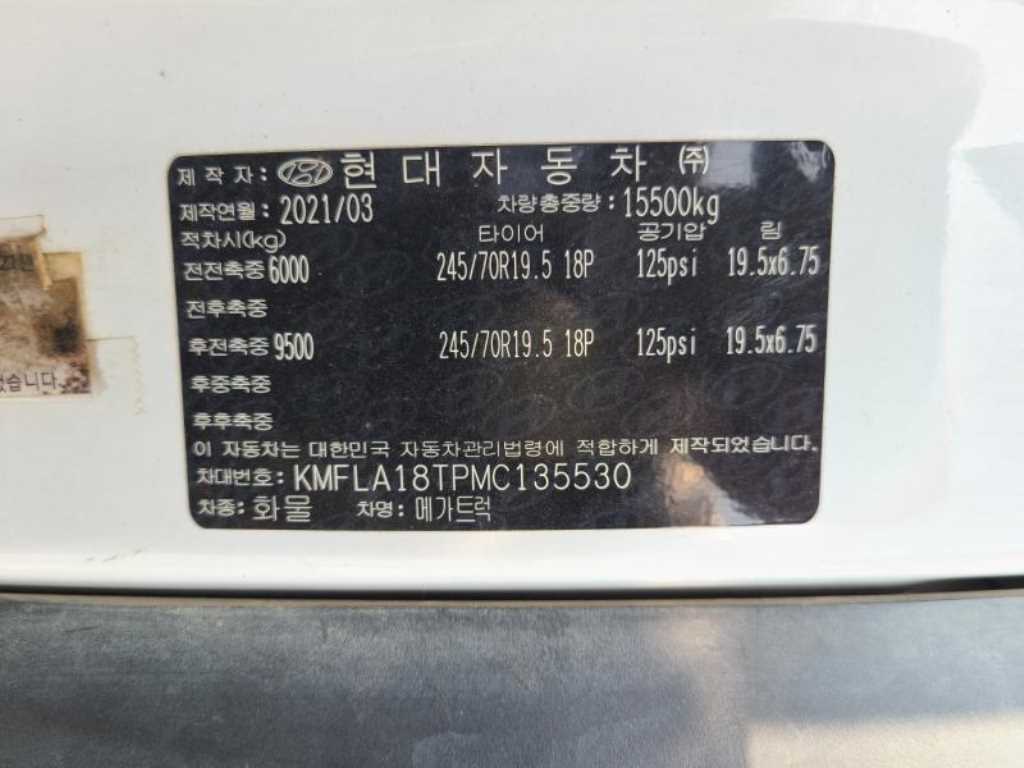 제 작 자 : 현 대 자 동 차 ㈜
제작연월 : 2021/03 차량총중량 : 15500kg
적차시(kg) 타이어 공기압 림
전전축중 6000 245/70R19.5 18P 125psi 19.5x6.75
전후축중
후전축중 9500 245/70R19.5 18P 125psi 19.5x6.75
후중축중
후후축중
이 자동차는 대한민국 자동차관리법령에 적합하게 제작되었습니다.
차대번호 : KMFLA18TPMC135530
차종 : 화물 차명 : 메가트럭
었습니다.